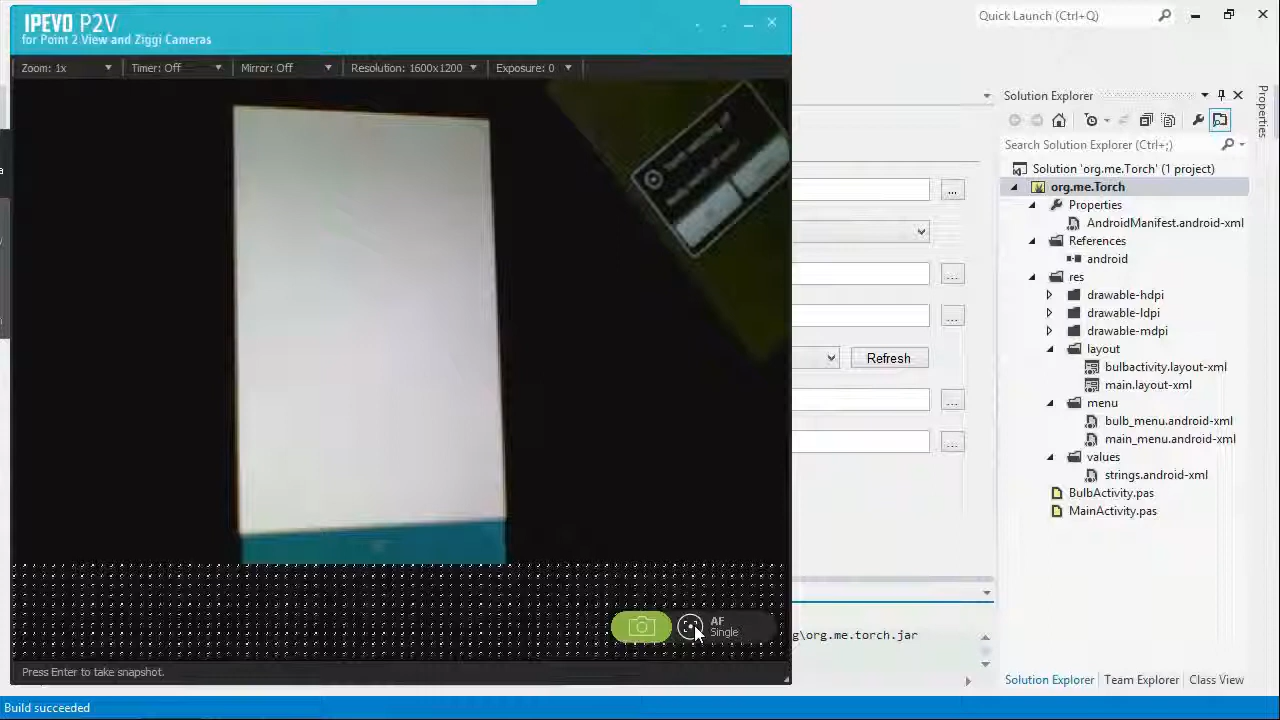 IPEVO P2V
for Point 2 View and Ziggi Cameras
Zoom: 1x
Timer: Off
Mirror: Off
Resolution: 1600x1200
Exposure: 0
AF
Single
Press Enter to take snapshot.
Build succeeded
Quick Launch (Ctrl+Q)
...
...
...
Refresh
...
...
g\org.me.torch.jar
Solution Explorer
Search Solution Explorer (Ctrl+;)
Solution 'org.me.Torch' (1 project)
org.me.Torch
Properties
AndroidManifest.android-xml
References
android
res
drawable-hdpi
drawable-ldpi
drawable-mdpi
layout
bulbactivity.layout-xml
main.layout-xml
menu
bulb_menu.android-xml
main_menu.android-xml
values
strings.android-xml
BulbActivity.pas
MainActivity.pas
Solution Explorer
Team Explorer
Class View
Properties